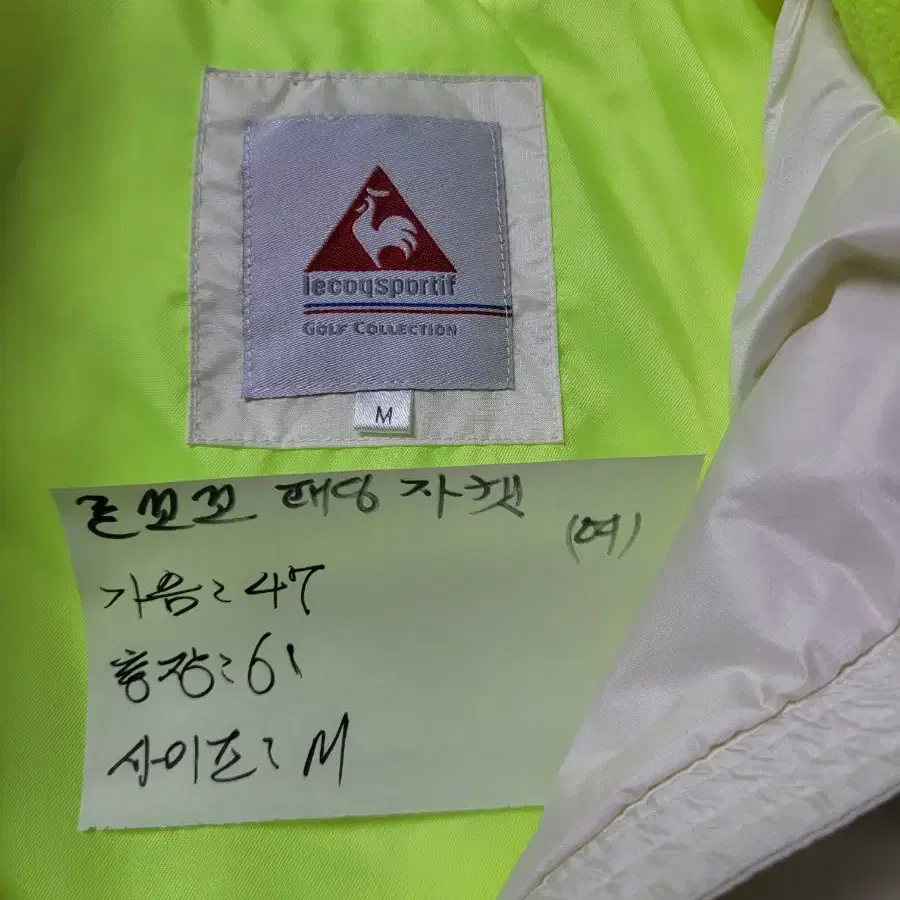 lecoqsportif
GOLF COLLECTION
M
르꼬꼬 패딩 자켓
(여)
가슴: 47
총장: 61
사이즈: M